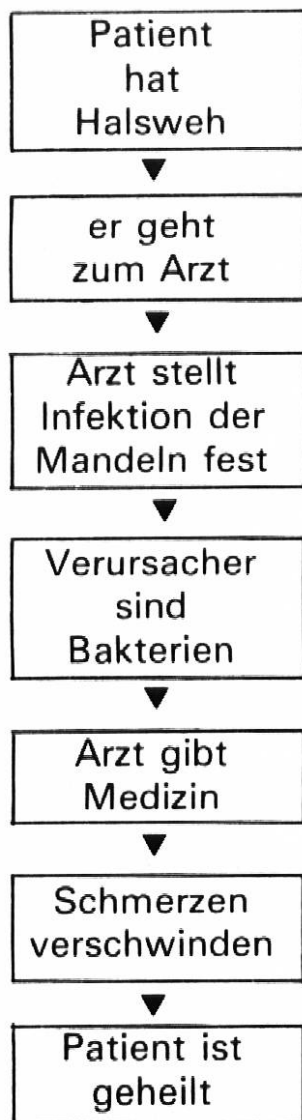 Patient
hat
Halsweh
er geht
zum Arzt
Arzt stellt
Infektion der
Mandeln fest
Verursacher
sind
Bakterien
Arzt gibt
Medizin
Schmerzen
verschwinden
Patient ist
geheilt